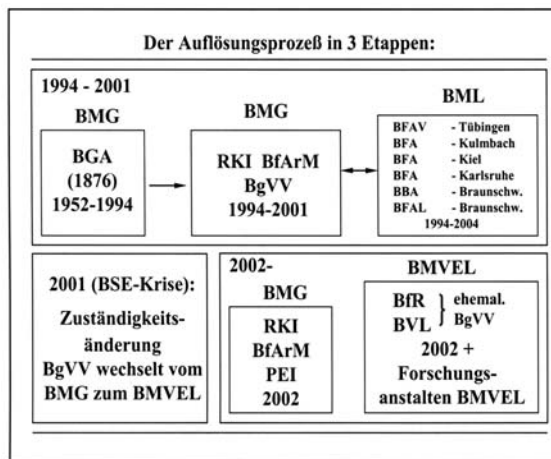 Der Auflösungsprozeß in 3 Etappen:
1994 - 2001
BMG
BGA
(1876)
1952-1994
BMG
RKI BfArM
BgVV
1994-2001
BML
BFAV - Tübingen
BFA - Kulmbach
BFA - Kiel
BFA - Karlsruhe
BBA - Braunschw.
BFAL - Braunschw.
1994-2004
2001 (BSE-Krise):
Zuständigkeits-
änderung
BgVV wechselt vom
BMG zum BMVEL
2002-
BMG
RKI
BfArM
PEI
2002
BMVEL
BfR } ehemal.
BVL } BgVV
2002 +
Forschungs-
anstalten BMVEL